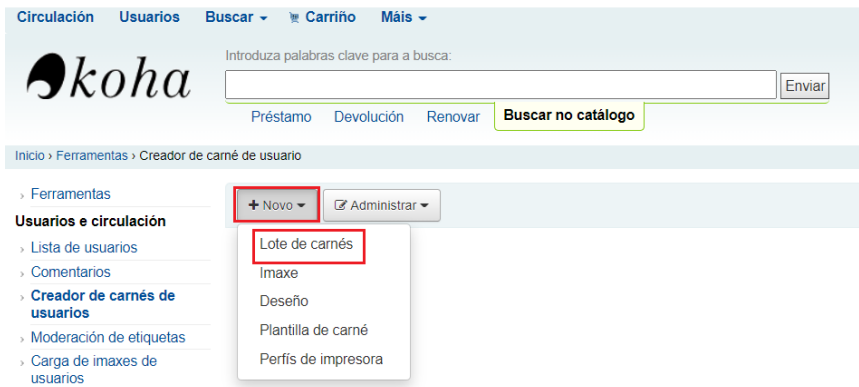 Circulación Usuarios Buscar Carriño Máis
koha
Introduza palabras clave para a busca:
Enviar
Préstamo Devolución Renovar Buscar no catálogo
Inicio › Ferramentas › Creador de carné de usuario
› Ferramentas
Usuarios e circulación
› Lista de usuarios
› Comentarios
› Creador de carnés de
usuarios
› Moderación de etiquetas
› Carga de imaxes de
usuarios
+ Novo Administrar
Lote de carnés
Imaxe
Deseño
Plantilla de carné
Perfís de impresora